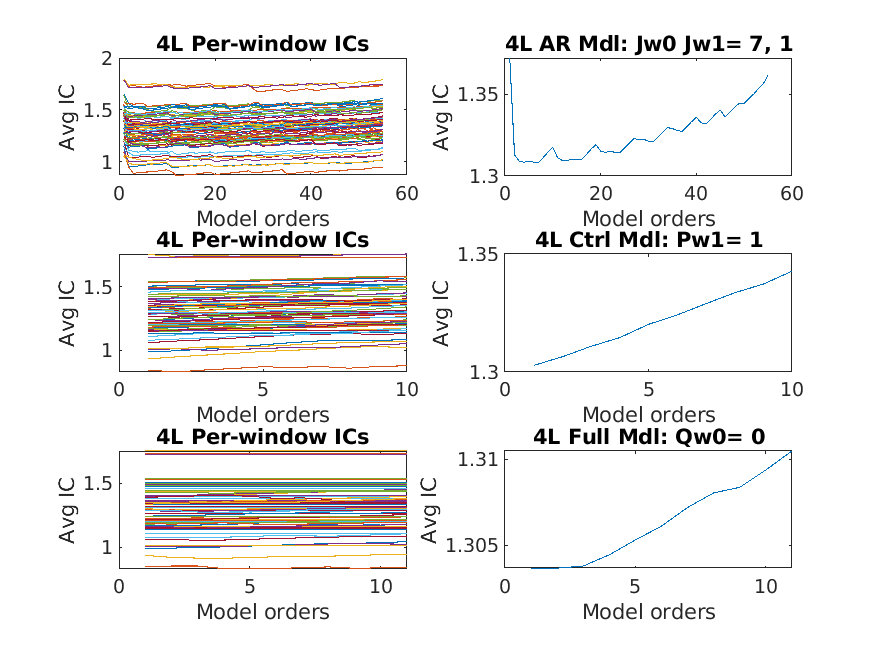 4L Per-window ICs
2
1.5
1
Avg IC
0
20
40
60
Model orders
4L AR Mdl: Jw0 Jw1= 7, 1
1.35
1.3
Avg IC
0
20
40
60
Model orders
4L Per-window ICs
1.5
1
Avg IC
0
5
10
Model orders
4L Ctrl Mdl: Pw1= 1
1.35
1.3
Avg IC
0
5
10
Model orders
4L Per-window ICs
1.5
1
Avg IC
0
5
10
Model orders
4L Full Mdl: Qw0= 0
1.31
1.305
Avg IC
0
5
10
Model orders